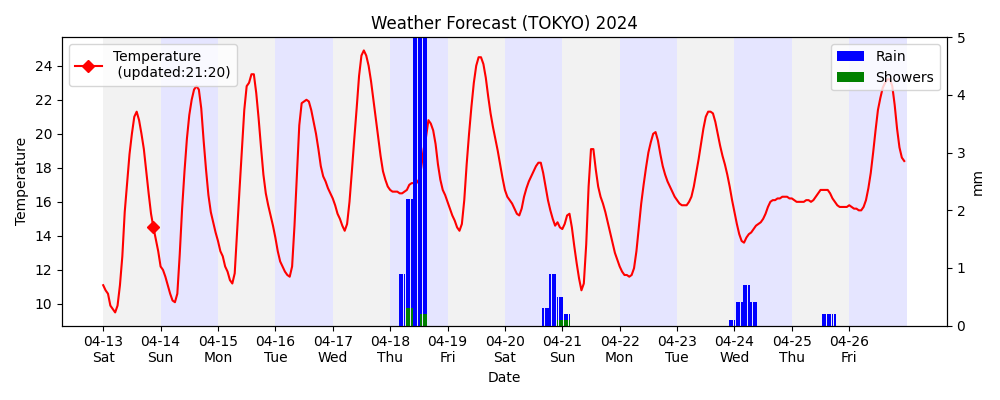 Weather Forecast (TOKYO) 2024
Temperature
(updated:21:20)
Rain
Showers
Temperature
24
22
20
18
16
14
12
10
5
4
3
2
1
0
mm
04-13 04-14 04-15 04-16 04-17 04-18 04-19 04-20 04-21 04-22 04-23 04-24 04-25 04-26
Sat Sun Mon Tue Wed Thu Fri Sat Sun Mon Tue Wed Thu Fri
Date